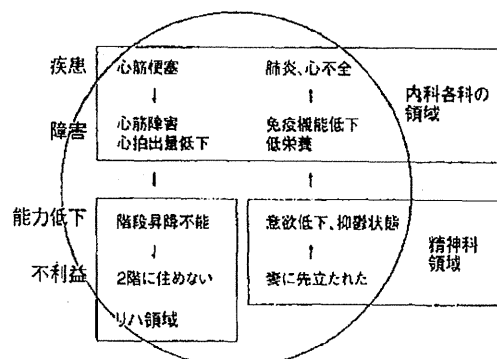 疾患
心筋梗塞
肺炎、心不全
内科各科の
領域
障害
心筋障害
心拍出量低下
免疫機能低下
低栄養
能力低下
階段昇降不能
意欲低下、抑鬱状態
精神科
領域
不利益
2階に住めない
妻に先立たれた
リハ領域